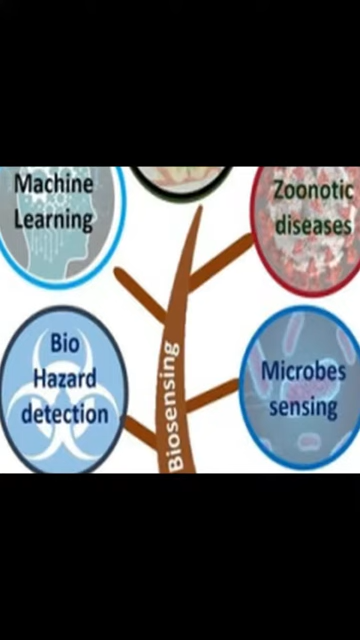 Machine
Learning
Zoonotic
diseases
Bio
Hazard
detection
Microbes
sensing
Biosensing